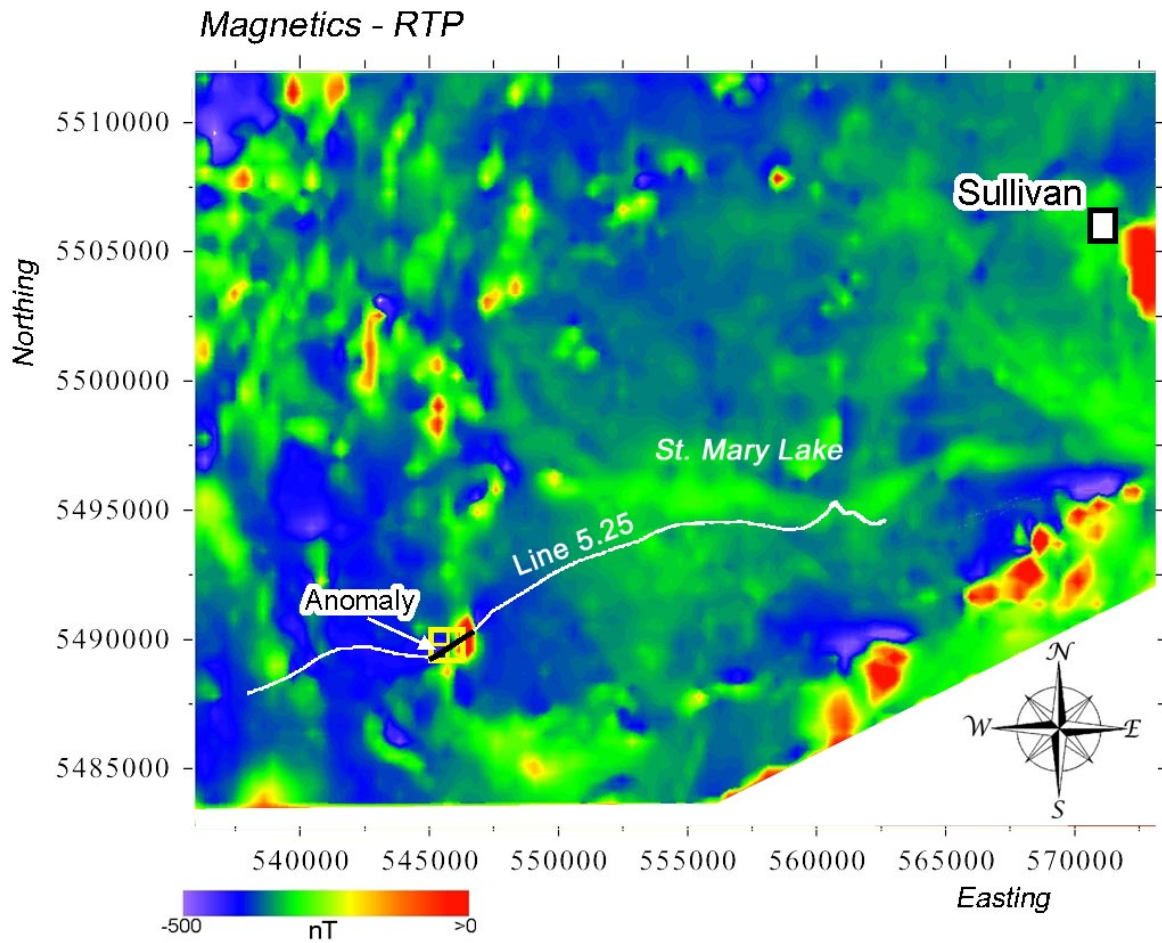 Magnetics - RTP
5510000
5505000
5500000
5495000
5490000
5485000
Northing
Sullivan
St. Mary Lake
Line 5.25
Anomaly
N
W E
S
540000 545000 550000 555000 560000 565000 570000
Easting
-500 >0
nT